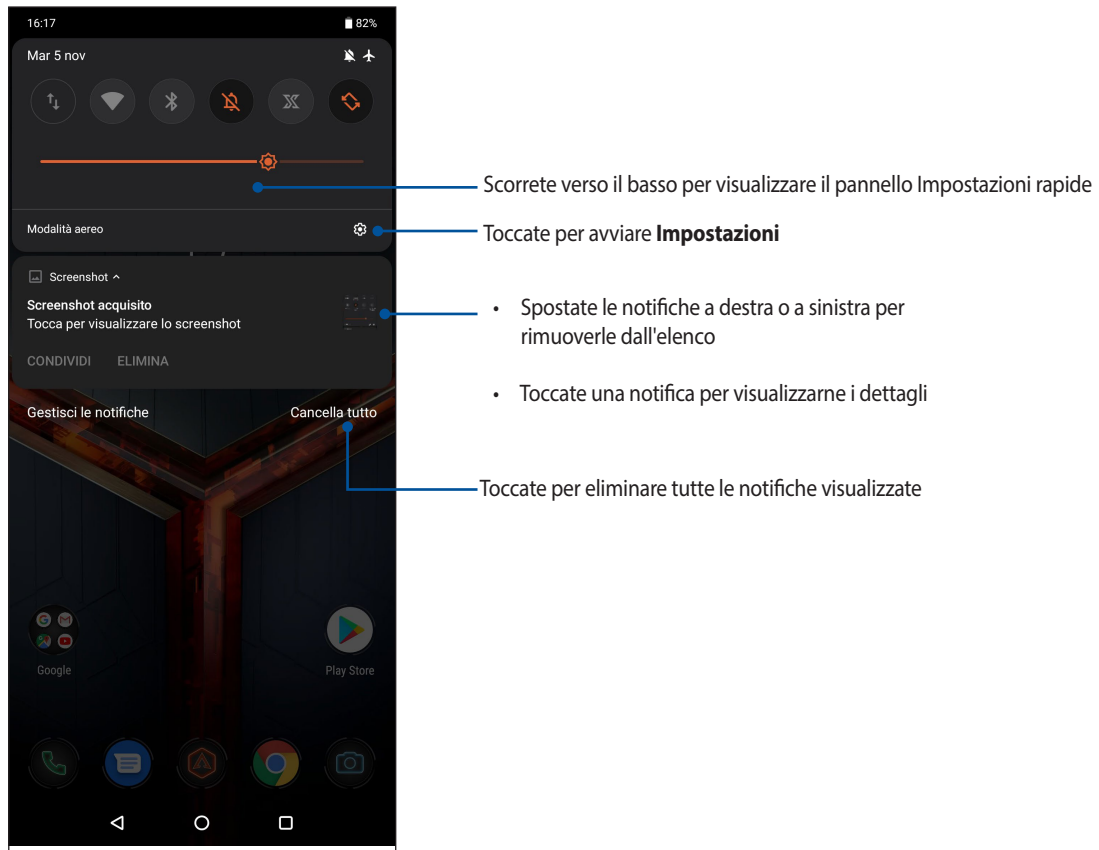 16:17 82%
Mar 5 nov
Scorrete verso il basso per visualizzare il pannello Impostazioni rapide
Modalità aereo
Toccate per avviare Impostazioni
Screenshot
Screenshot acquisito
Tocca per visualizzare lo screenshot
CONDIVIDI ELIMINA
• Spostate le notifiche a destra o a sinistra per
rimuoverle dall'elenco
• Toccate una notifica per visualizzarne i dettagli
Gestisci le notifiche Cancella tutto
Toccate per eliminare tutte le notifiche visualizzate
Google Play Store